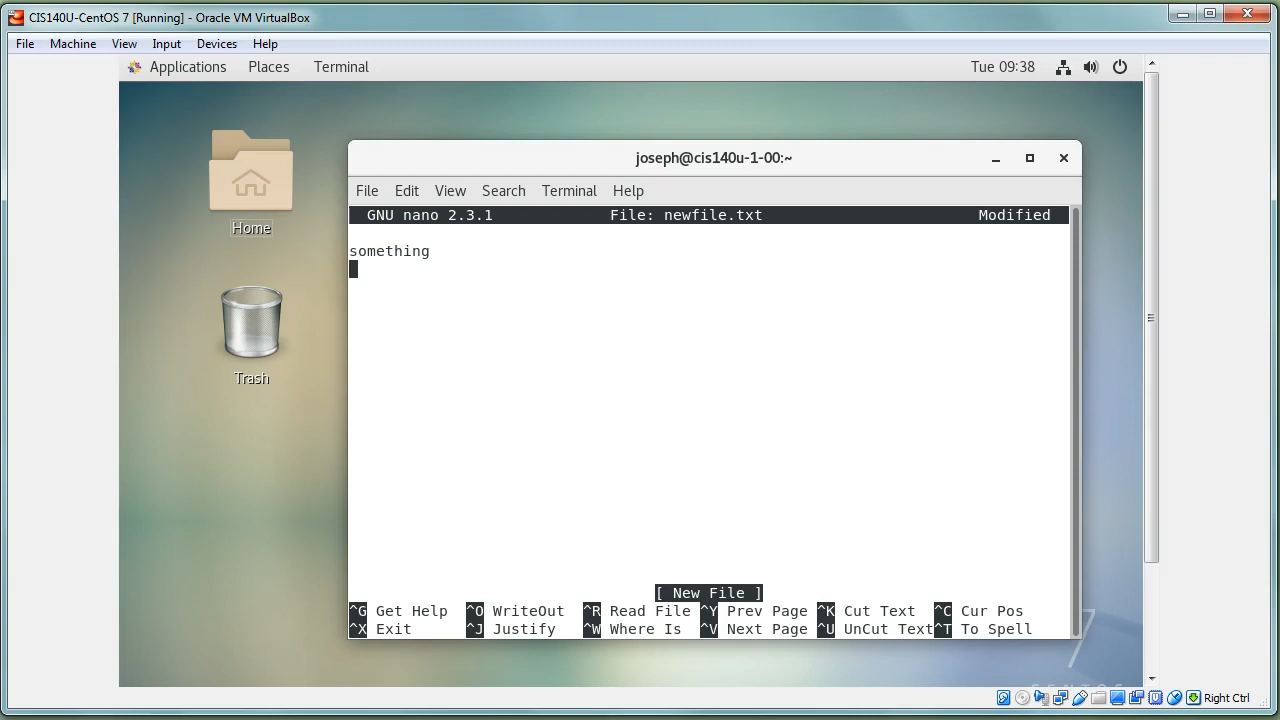 CIS140U-CentOS 7 [Running] - Oracle VM VirtualBox
File Machine View Input Devices Help
Applications Places Terminal Tue 09:38
Home
Trash
joseph@cis140u-1-00:~
File Edit View Search Terminal Help
GNU nano 2.3.1 File: newfile.txt Modified
something
[ New File ]
^G Get Help ^O WriteOut ^R Read File ^Y Prev Page ^K Cut Text ^C Cur Pos
^X Exit ^J Justify ^W Where Is ^V Next Page ^U UnCut Text^T To Spell
7
Right Ctrl